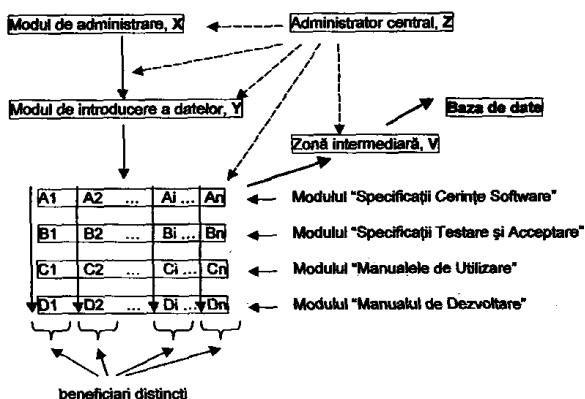 Modul de administrare, X
Administrator central, Z
Modul de introducere a datelor, Y
Baza de date
Zonă intermediară, V
A1 A2 ... Ai ... An
Modulul "Specificații Cerințe Software"
B1 B2 ... Bi ... Bn
Modulul "Specificații Testare și Acceptare"
C1 C2 ... Ci ... Cn
Modulul "Manualele de Utilizare"
D1 D2 ... Di ... Dn
Modulul "Manualul de Dezvoltare"
beneficiari distincti